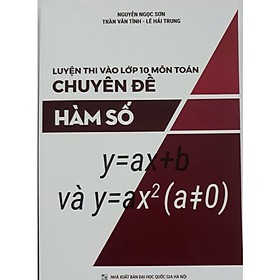 NGUYỄN NGỌC SƠN
TRẦN VĂN TÌNH - LÊ HẢI TRUNG
LUYỆN THI VÀO LỚP 10 MÔN TOÁN
CHUYÊN ĐỀ
HÀM SỐ
y=ax+b
và y=ax²(a≠0)
NHÀ XUẤT BẢN ĐẠI HỌC QUỐC GIA HÀ NỘI